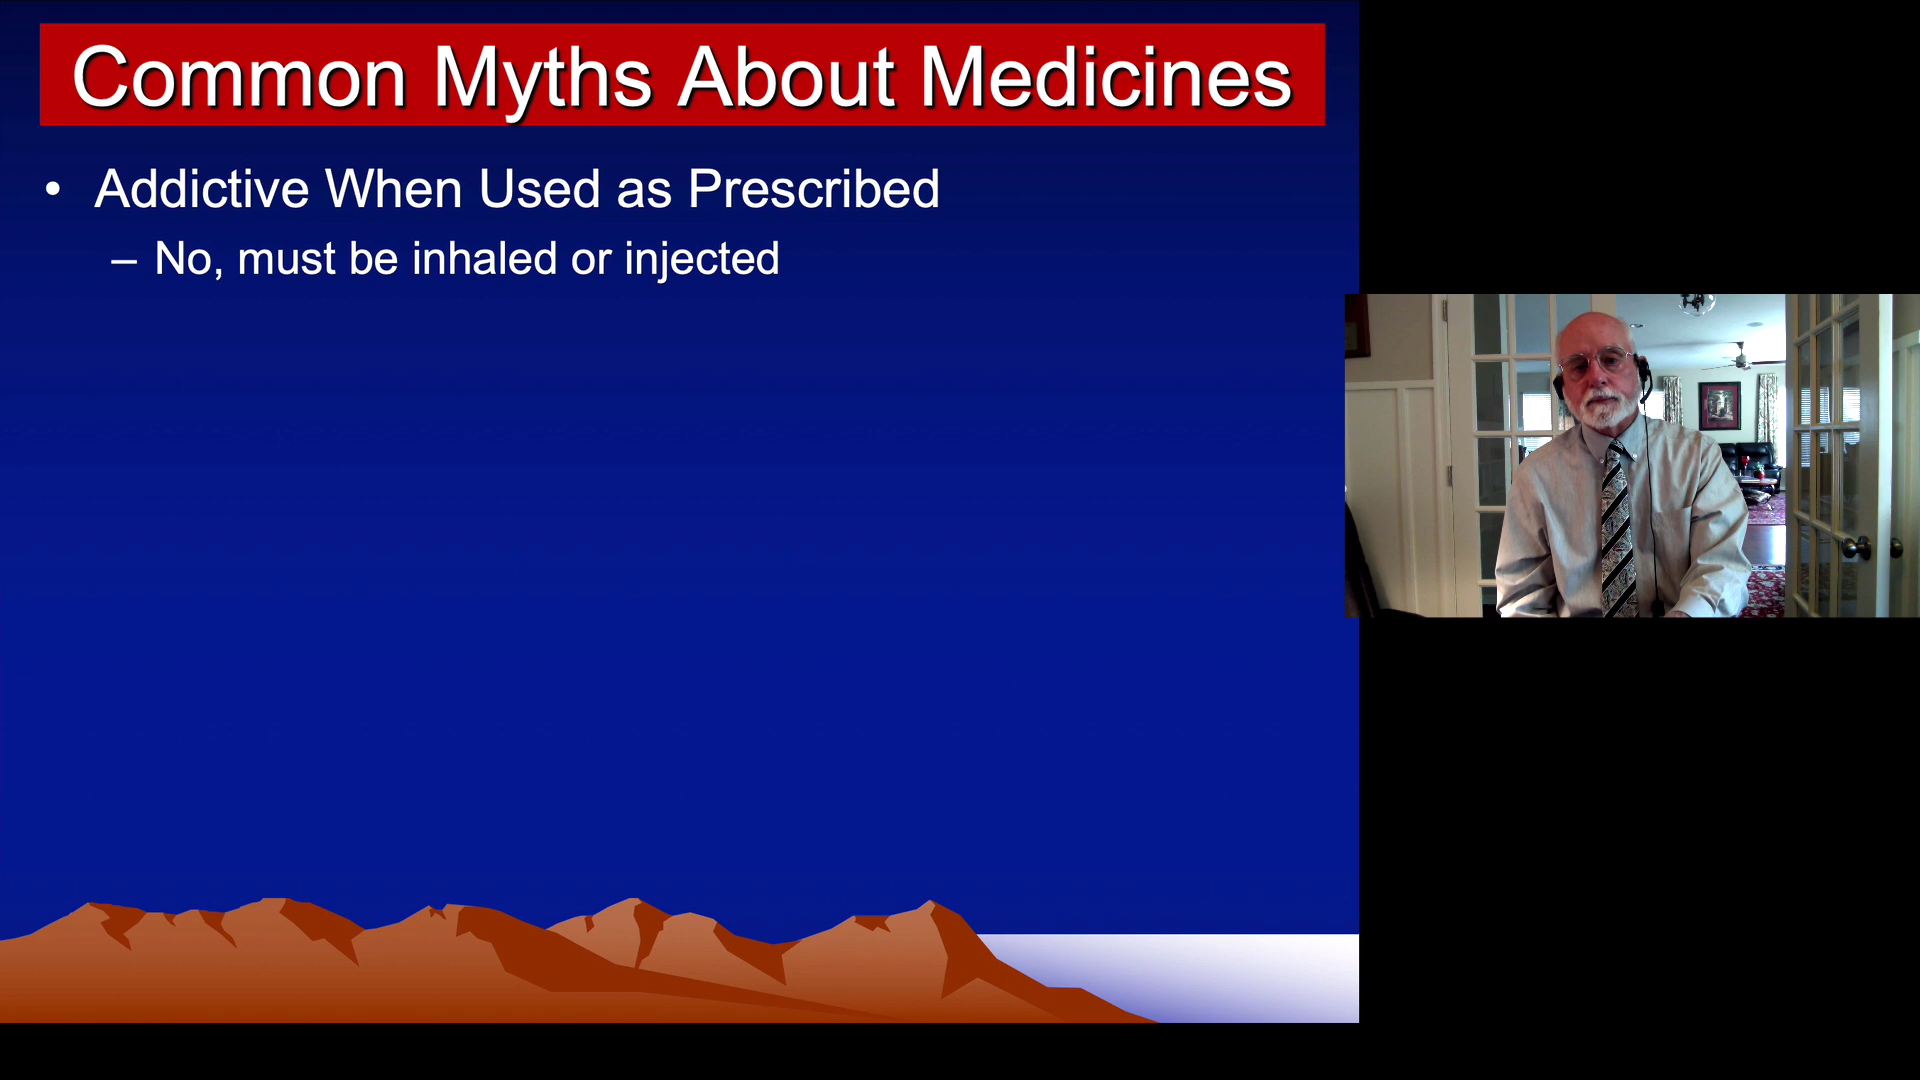 Common Myths About Medicines
• Addictive When Used as Prescribed
– No, must be inhaled or injected